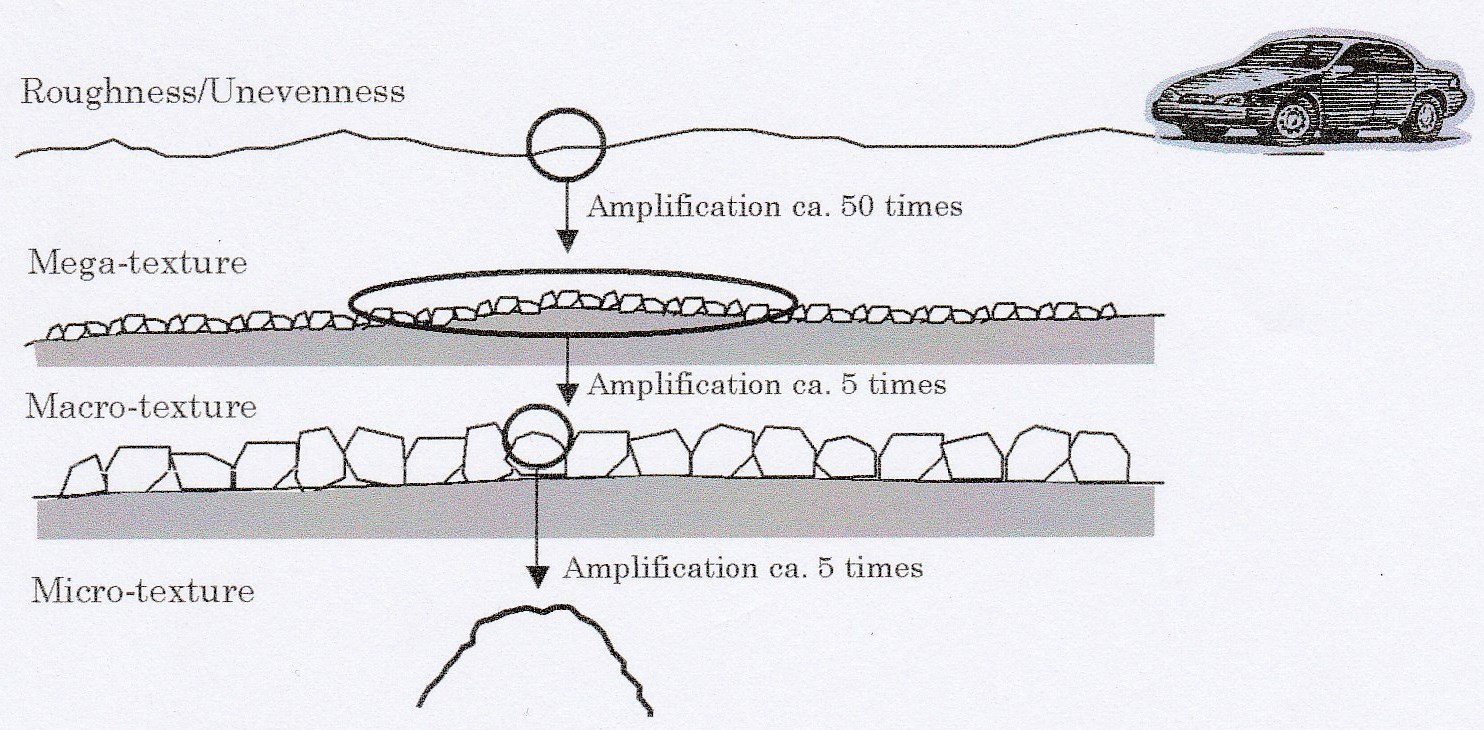 Roughness/Unevenness
Amplification ca. 50 times
Mega-texture
Amplification ca. 5 times
Macro-texture
Amplification ca. 5 times
Micro-texture